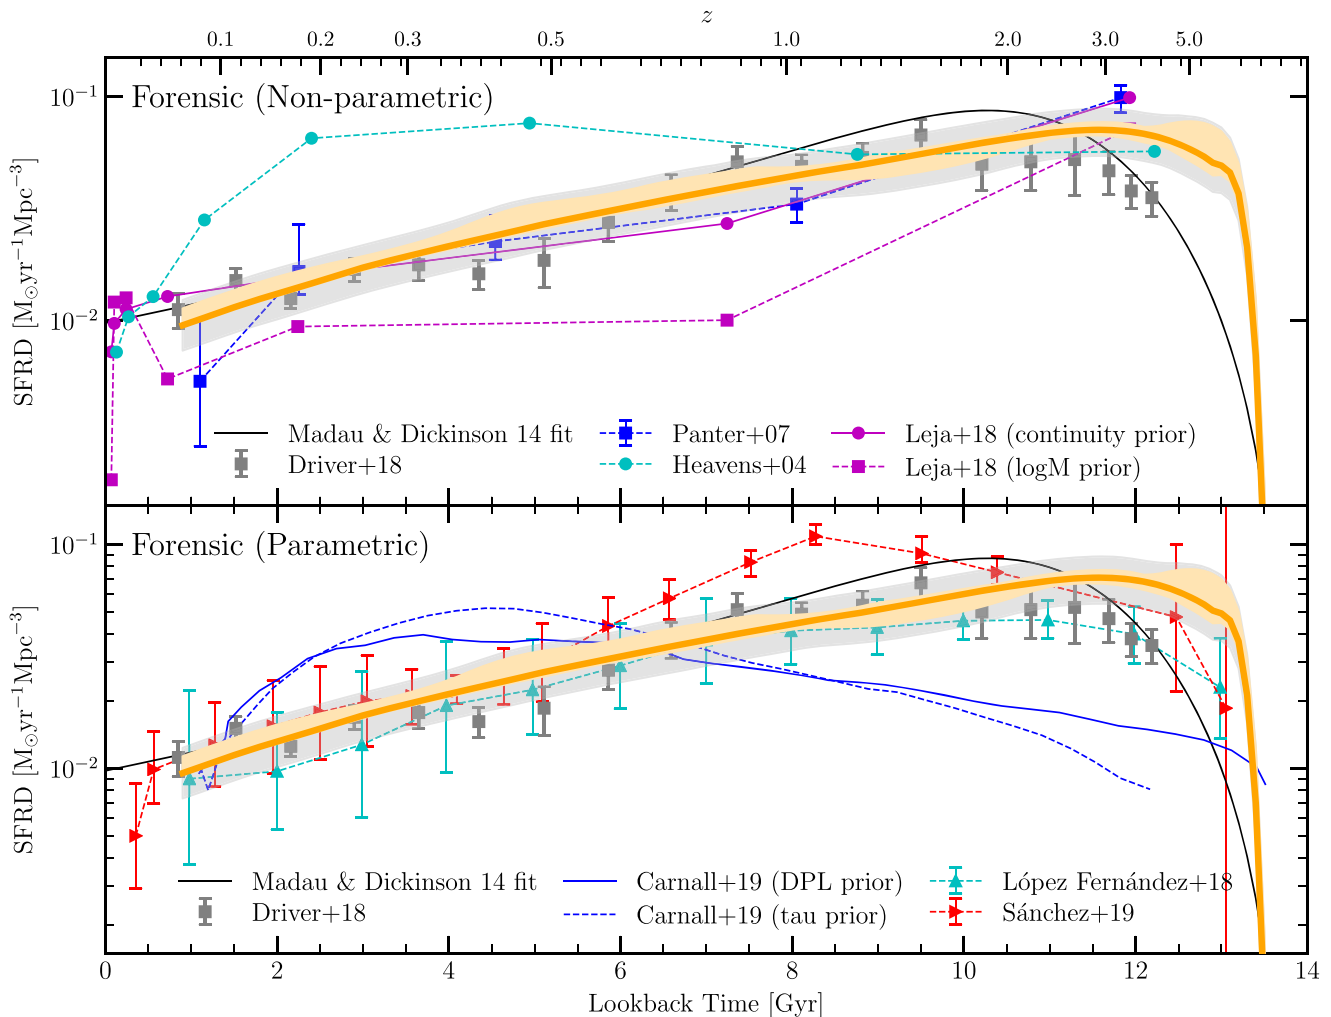 z
0.1 0.2 0.3 0.5 1.0 2.0 3.0 5.0
Forensic (Non-parametric)
10⁻¹
10⁻²
SFRD [M⊙yr⁻¹Mpc⁻³]
Madau & Dickinson 14 fit
Driver+18
Panter+07
Heavens+04
Leja+18 (continuity prior)
Leja+18 (logM prior)
Forensic (Parametric)
10⁻¹
10⁻²
SFRD [M⊙yr⁻¹Mpc⁻³]
Madau & Dickinson 14 fit
Driver+18
Carnall+19 (DPL prior)
Carnall+19 (tau prior)
López Fernández+18
Sánchez+19
0 2 4 6 8 10 12 14
Lookback Time [Gyr]